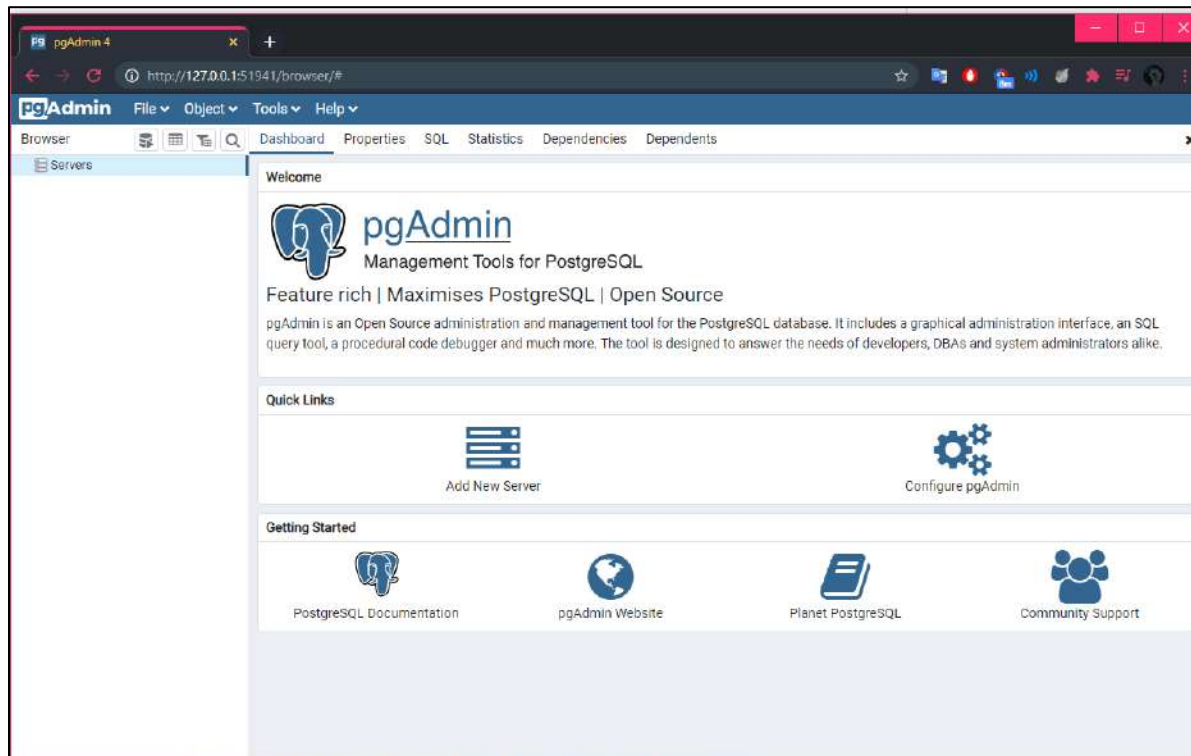 pgAdmin 4
http://127.0.0.1:51941/browser/#
pgAdmin File Object Tools Help
Browser
Dashboard Properties SQL Statistics Dependencies Dependents
Servers
Welcome
pgAdmin
Management Tools for PostgreSQL
Feature rich | Maximises PostgreSQL | Open Source
pgAdmin is an Open Source administration and management tool for the PostgreSQL database. It includes a graphical administration interface, an SQL
query tool, a procedural code debugger and much more. The tool is designed to answer the needs of developers, DBAs and system administrators alike.
Quick Links
Add New Server
Configure pgAdmin
Getting Started
PostgreSQL Documentation
pgAdmin Website
Planet PostgreSQL
Community Support